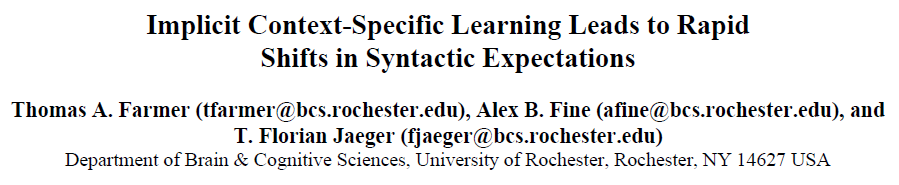 Implicit Context-Specific Learning Leads to Rapid
Shifts in Syntactic Expectations
Thomas A. Farmer (tfarmer@bcs.rochester.edu), Alex B. Fine (afine@bcs.rochester.edu), and
T. Florian Jaeger (fjaeger@bcs.rochester.edu)
Department of Brain & Cognitive Sciences, University of Rochester, Rochester, NY 14627 USA